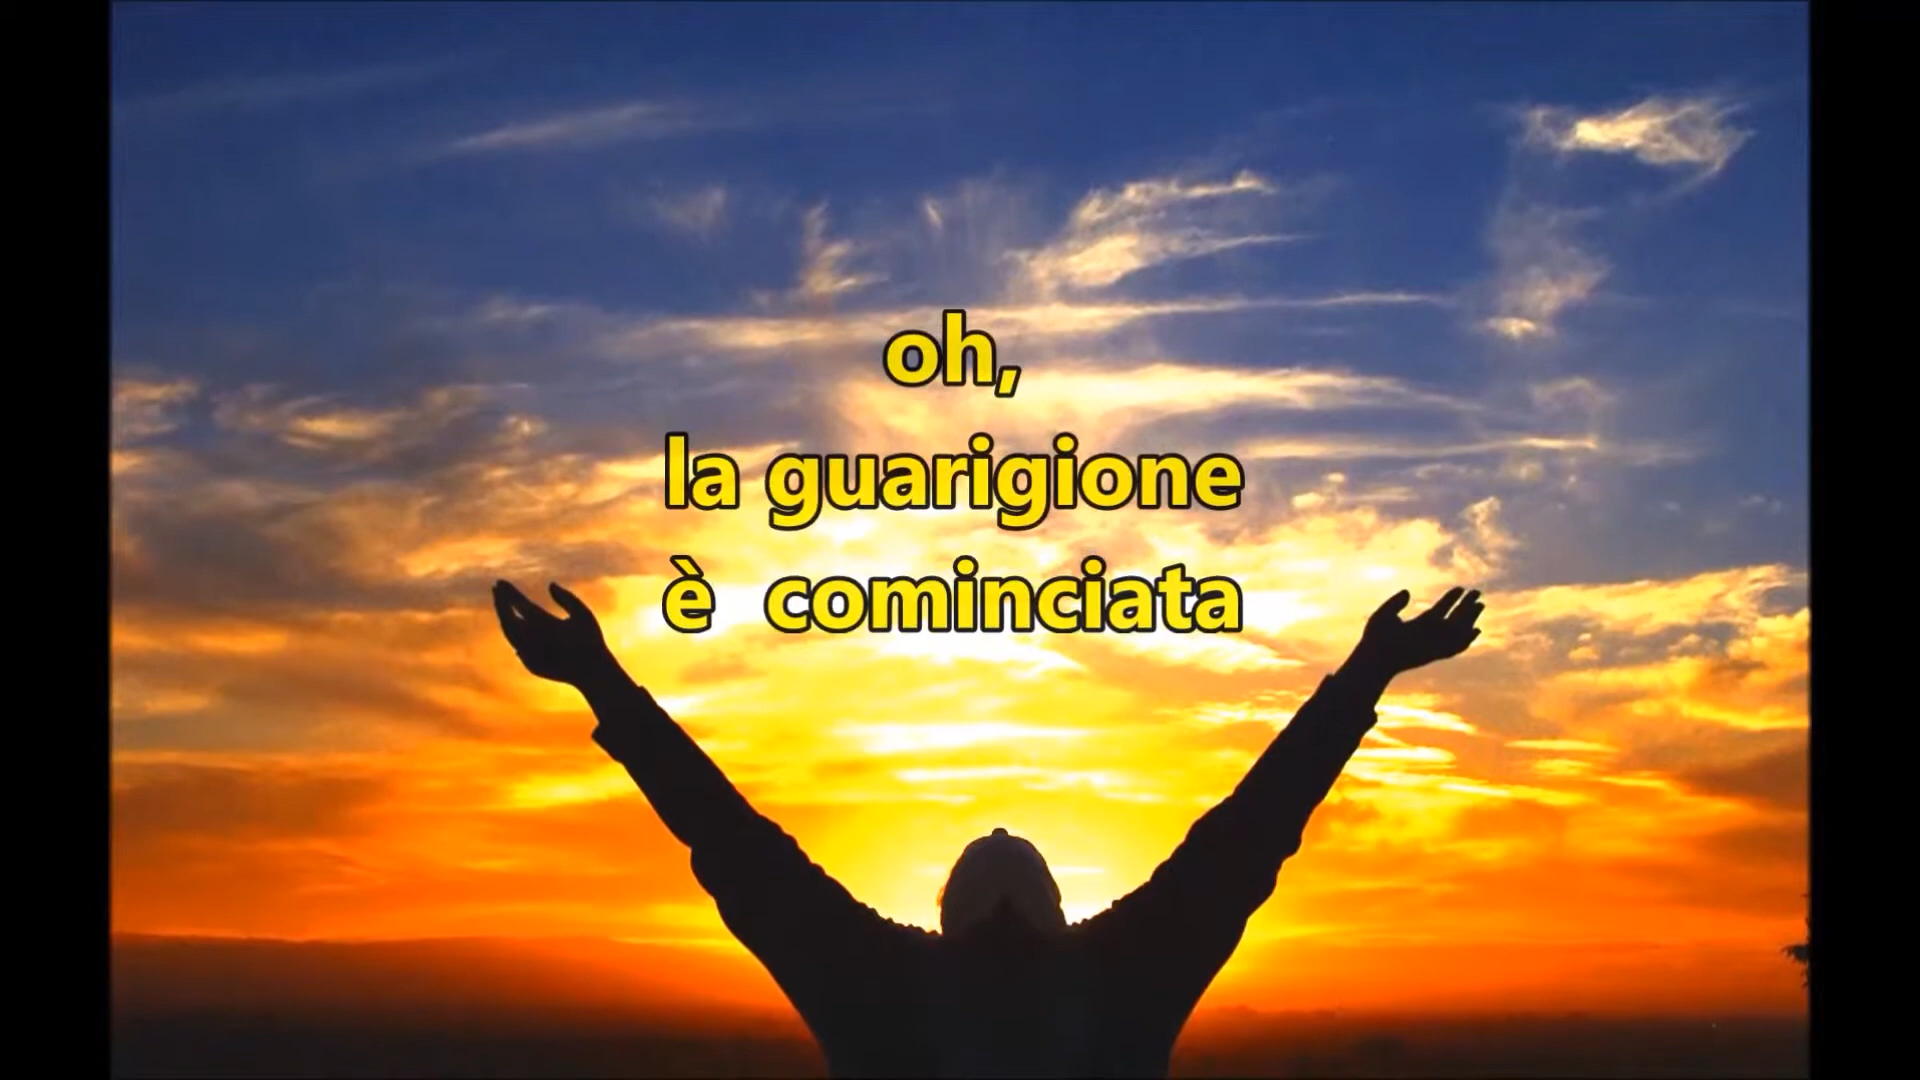 oh,
la guarigione
è cominciata